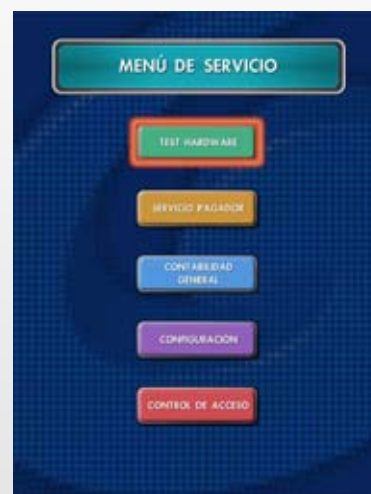 MENÚ DE SERVICIO
TEST HARDWARE
SERVICIO PAGADOR
CONTABILIDAD
GENERAL
CONFIGURACIÓN
CONTROL DE ACCESO